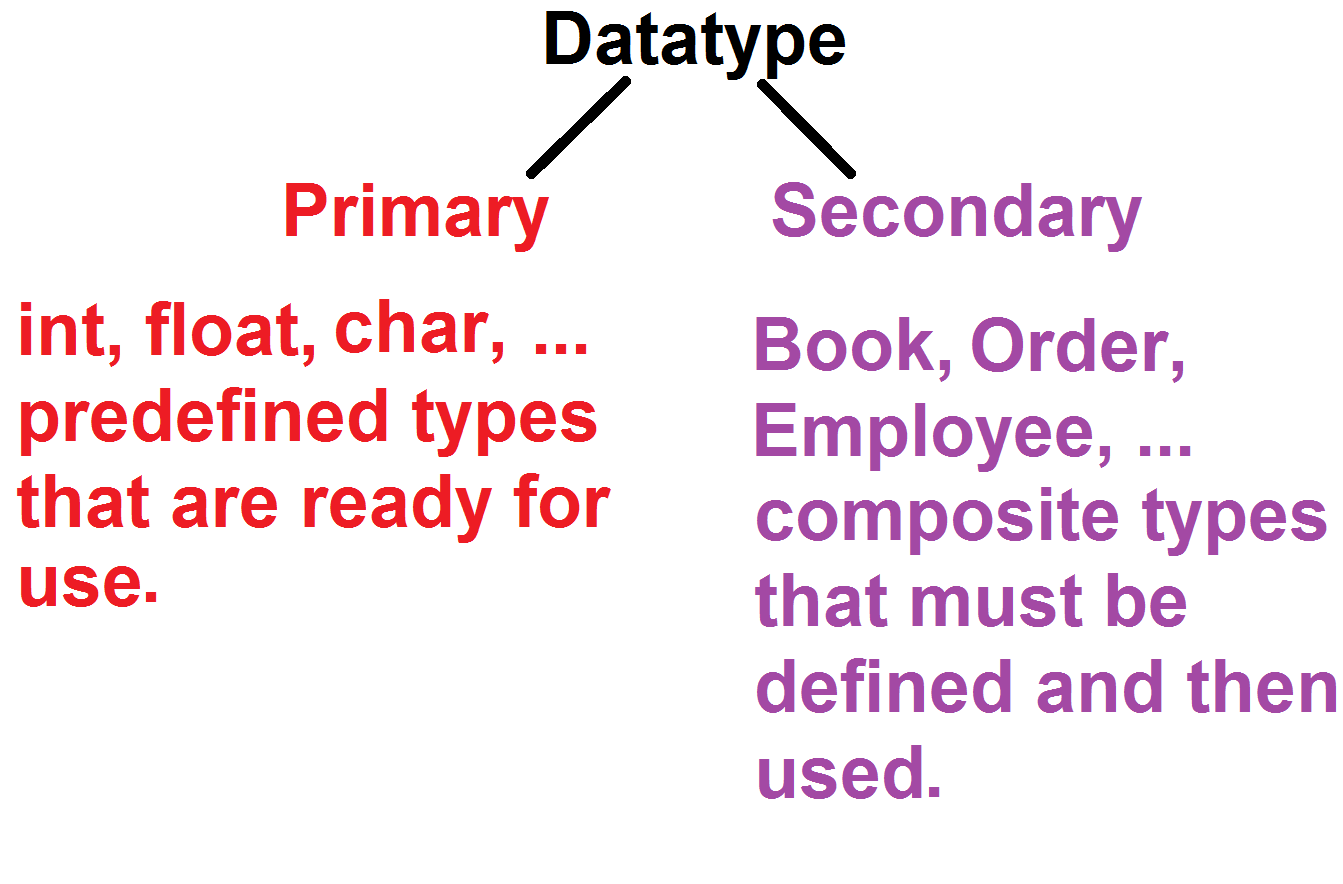 Datatype
Primary
int, float, char, ...
predefined types
that are ready for
use.
Secondary
Book, Order,
Employee, ...
composite types
that must be
defined and then
used.